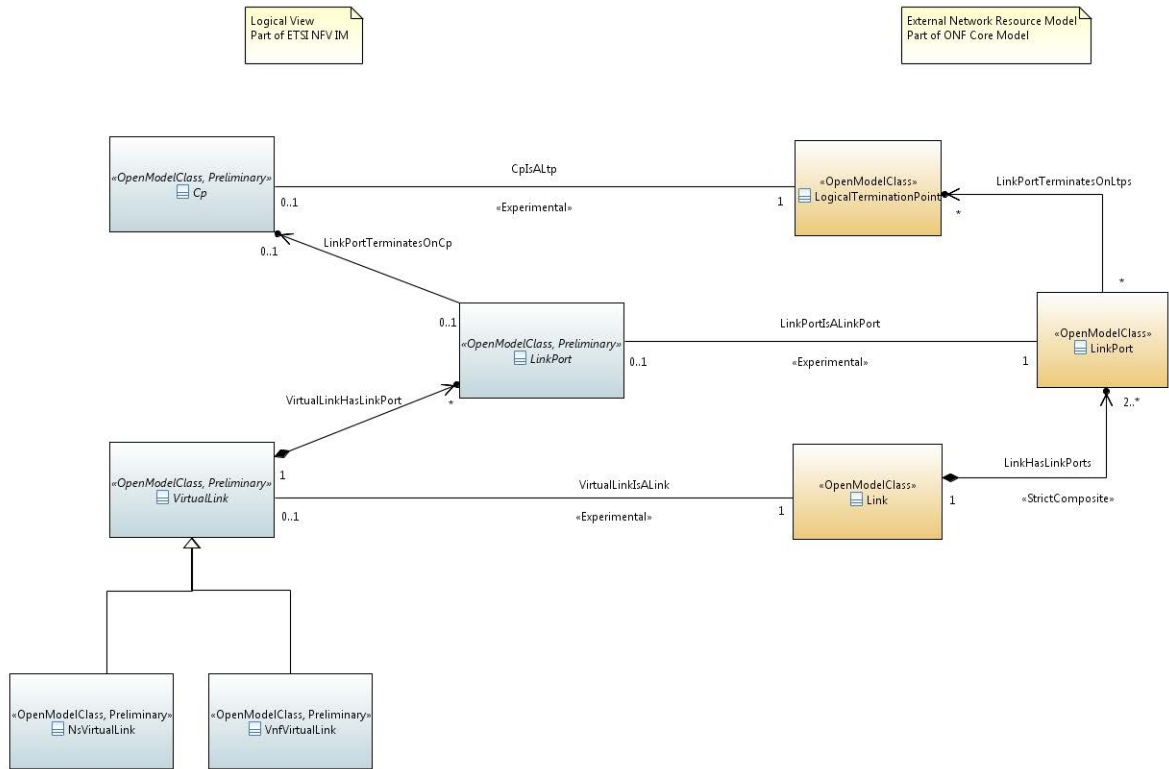 Logical View
Part of ETSI NFV IM
External Network Resource Model
Part of ONF Core Model
«OpenModelClass, Preliminary»
Cp
0..1
CpIsALtp
«Experimental»
1
«OpenModelClass»
LogicalTerminationPoint
*
LinkPortTerminatesOnLtps
*
0..1
LinkPortTerminatesOnCp
0..1
«OpenModelClass, Preliminary»
LinkPort
0..1
LinkPortIsALinkPort
«Experimental»
1
«OpenModelClass»
LinkPort
2..*
VirtualLinkHasLinkPort
*
1
«OpenModelClass, Preliminary»
VirtualLink
0..1
VirtualLinkIsALink
«Experimental»
1
«OpenModelClass»
Link
1
LinkHasLinkPorts
«StrictComposite»
«OpenModelClass, Preliminary»
NsVirtualLink
«OpenModelClass, Preliminary»
VnfVirtualLink